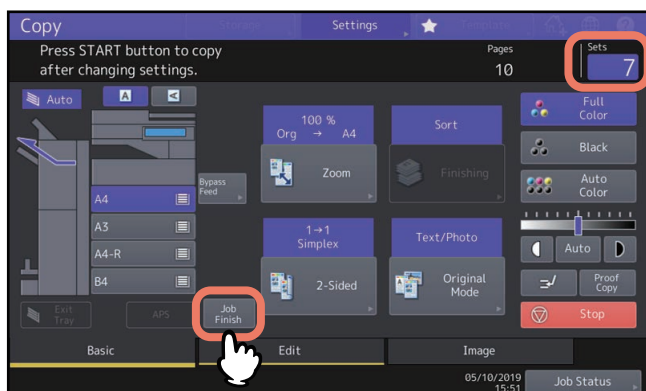 Copy
Storage
Settings
Template
Press START button to copy
after changing settings.
Pages
10
Sets
7
Auto
A
A
100 %
Org → A4
Zoom
Sort
Finishing
Full
Color
Black
Auto
Color
Bypass
Feed
A4
A3
A4-R
B4
1→1
Simplex
2-Sided
Text/Photo
Original
Mode
Auto
Proof
Copy
Exit
Tray
APS
Job
Finish
Stop
Basic
Edit
Image
05/10/2019
15:51
Job Status